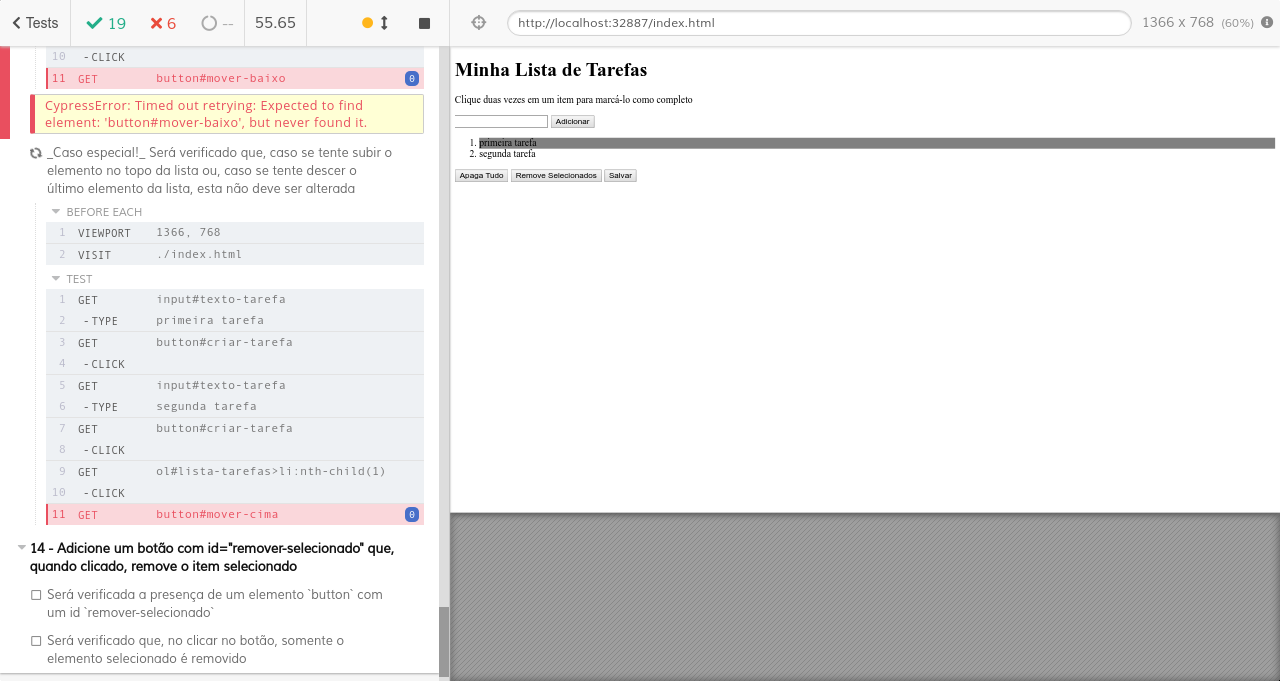 Tests
19
6
--
55.65
http://localhost:32887/index.html
1366 x 768 (60%)
10 -CLICK
11 GET button#mover-baixo 0
CypressError: Timed out retrying: Expected to find
element: 'button#mover-baixo', but never found it.
_Caso especial!_ Será verificado que, caso se tente subir o
elemento no topo da lista ou, caso se tente descer o
último elemento da lista, esta não deve ser alterada
BEFORE EACH
1 VIEWPORT 1366, 768
2 VISIT ./index.html
TEST
1 GET input#texto-tarefa
2 -TYPE primeira tarefa
3 GET button#criar-tarefa
4 -CLICK
5 GET input#texto-tarefa
6 -TYPE segunda tarefa
7 GET button#criar-tarefa
8 -CLICK
9 GET ol#lista-tarefas>li:nth-child(1)
10 -CLICK
11 GET button#mover-cima 0
14 - Adicione um botão com id="remover-selecionado" que,
quando clicado, remove o item selecionado
Será verificada a presença de um elemento `button` com
um id `remover-selecionado`
Será verificado que, no clicar no botão, somente o
elemento selecionado é removido
Minha Lista de Tarefas
Clique duas vezes em um item para marcá-lo como completo
Adicionar
1. primeira tarefa
2. segunda tarefa
Apaga Tudo Remove Selecionados Salvar